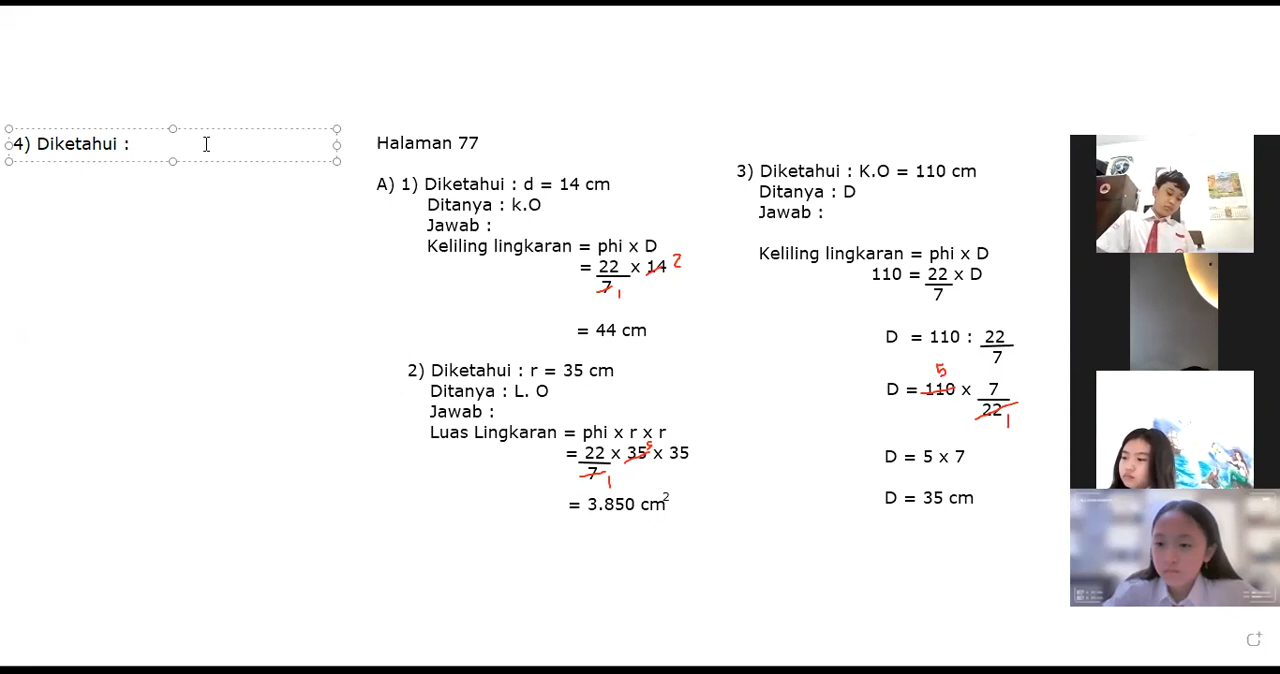 4) Diketahui :
Halaman 77
A) 1) Diketahui : d = 14 cm
Ditanya : k.O
Jawab :
Keliling lingkaran = phi x D
= 22 x 14 2
7 1
= 44 cm
2) Diketahui : r = 35 cm
Ditanya : L. O
Jawab :
Luas Lingkaran = phi x r x r
= 22 x 35 5 x 35
7 1
= 3.850 cm²
3) Diketahui : K.O = 110 cm
Ditanya : D
Jawab :
Keliling lingkaran = phi x D
110 = 22 x D
7
D = 110 : 22
7
5
D = 110 x 7
22 1
D = 5 x 7
D = 35 cm